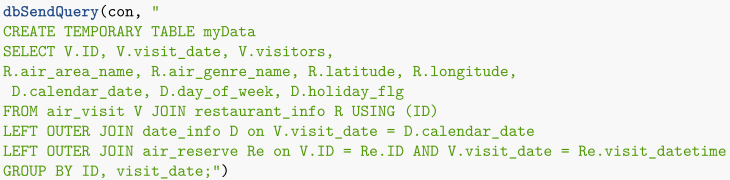 dbSendQuery(con, "
CREATE TEMPORARY TABLE myData
SELECT V.ID, V.visit_date, V.visitors,
R.air_area_name, R.air_genre_name, R.latitude, R.longitude,
 D.calendar_date, D.day_of_week, D.holiday_flg
FROM air_visit V JOIN restaurant_info R USING (ID)
LEFT OUTER JOIN date_info D on V.visit_date = D.calendar_date
LEFT OUTER JOIN air_reserve Re on V.ID = Re.ID AND V.visit_date = Re.visit_datetime
GROUP BY ID, visit_date;")